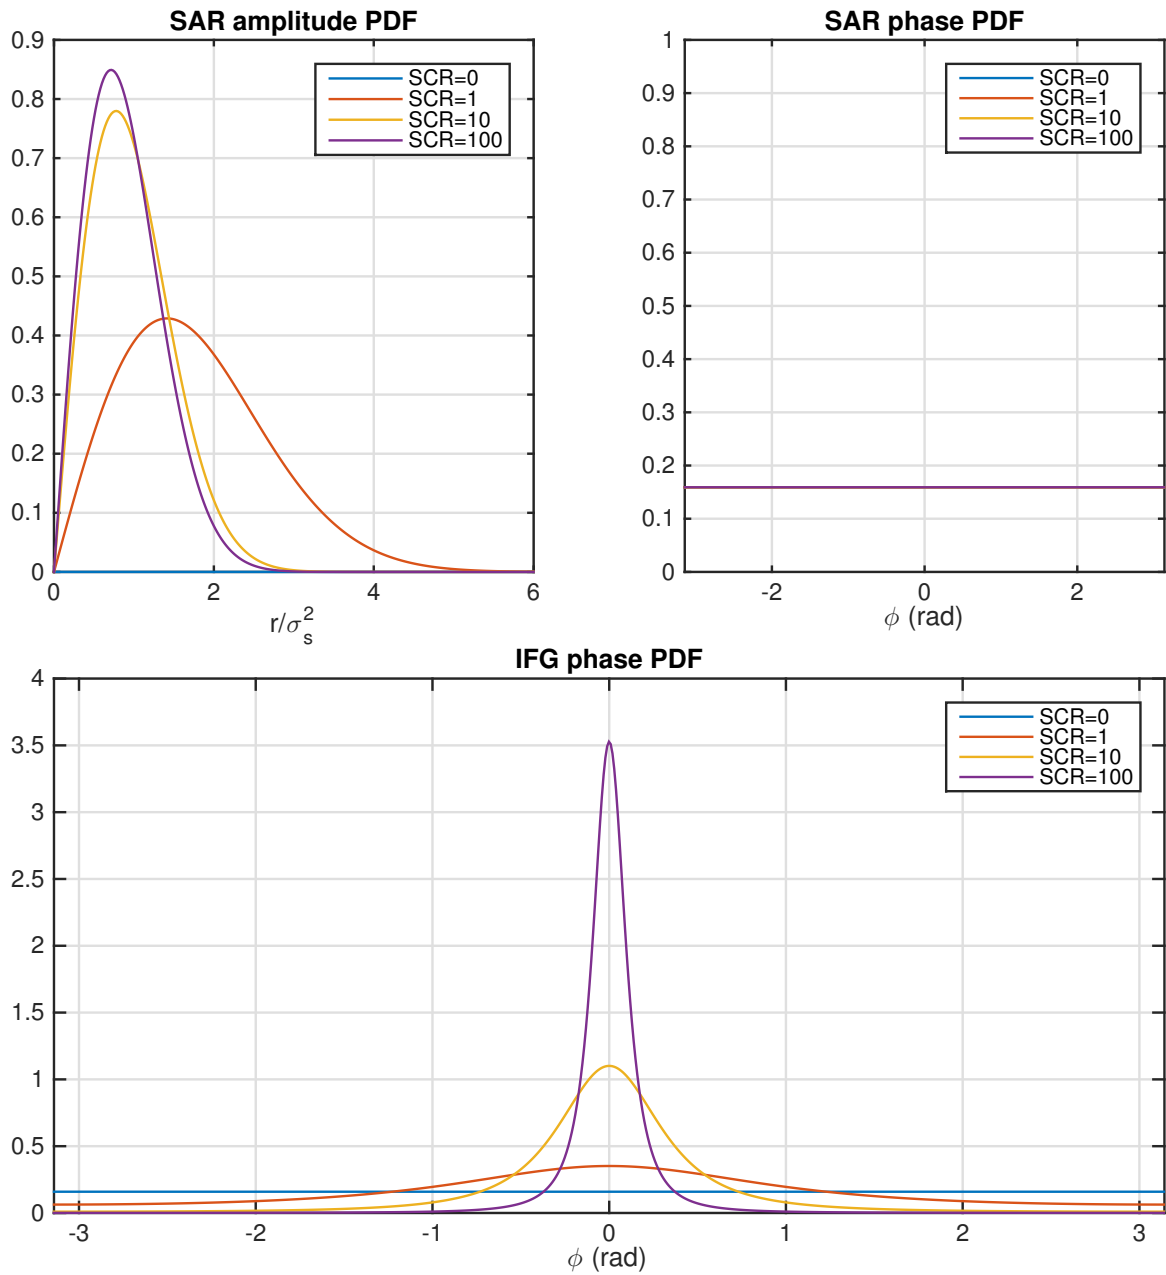 SAR amplitude PDF
0.9
0.8
0.7
0.6
0.5
0.4
0.3
0.2
0.1
0
0 2 4 6
r/σ_s^2
SCR=0
SCR=1
SCR=10
SCR=100
SAR phase PDF
1
0.9
0.8
0.7
0.6
0.5
0.4
0.3
0.2
0.1
0
-2 0 2
ϕ (rad)
SCR=0
SCR=1
SCR=10
SCR=100
IFG phase PDF
4
3.5
3
2.5
2
1.5
1
0.5
0
-3 -2 -1 0 1 2 3
ϕ (rad)
SCR=0
SCR=1
SCR=10
SCR=100